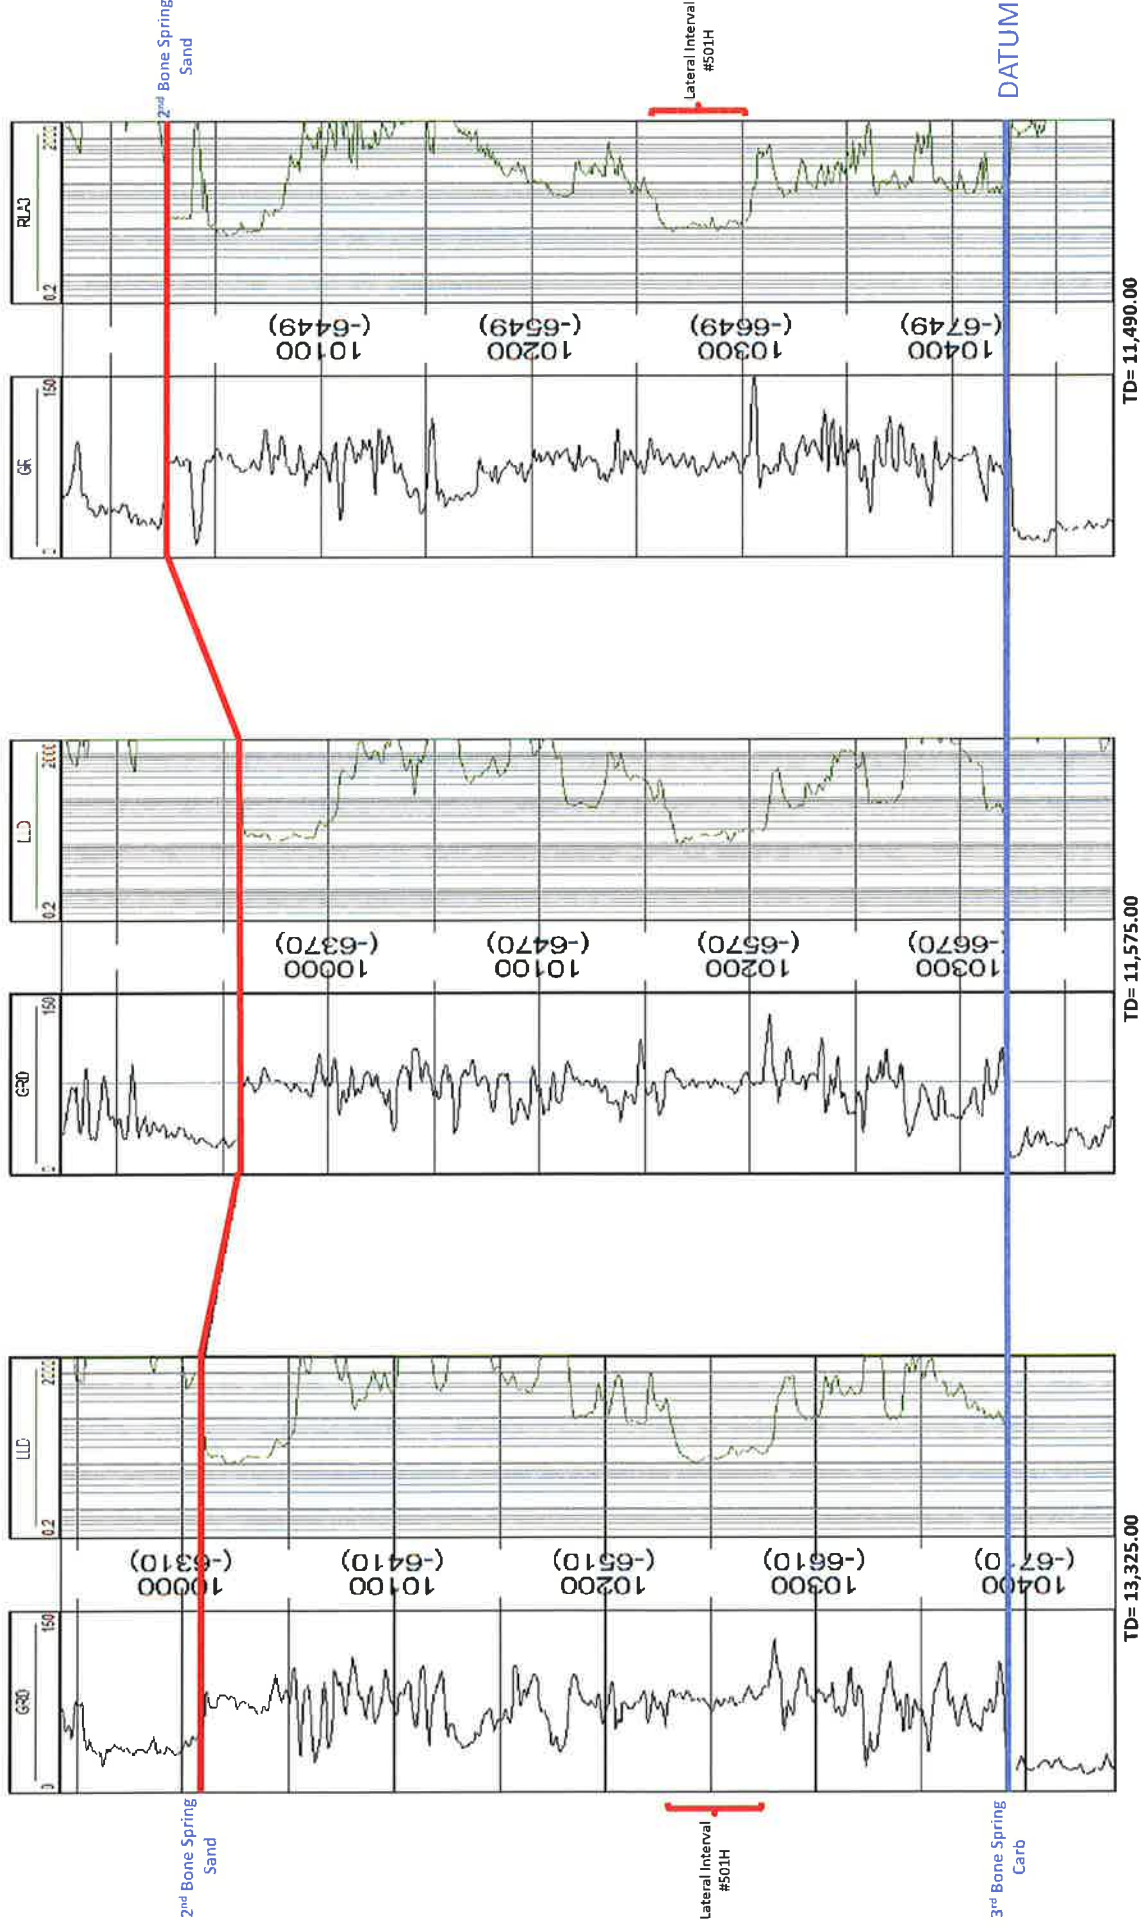 GRD
0 150
LLD
0.2 2000
GRD
0 150
LLD
0.2 2000
GR
0 150
RLA3
0.2 2000
2nd Bone Spring
Sand
2nd Bone Spring
Sand
10000
(-6310)
10100
(-6410)
10200
(-6510)
10300
(-6610)
10400
(-6710)
10000
(-6370)
10100
(-6470)
10200
(-6570)
10300
(-6670)
10100
(-6449)
10200
(-6549)
10300
(-6649)
10400
(-6749)
Lateral Interval
#501H
Lateral Interval
#501H
3rd Bone Spring
Carb
DATUM
TD= 13,325.00
TD= 11,575.00
TD= 11,490.00